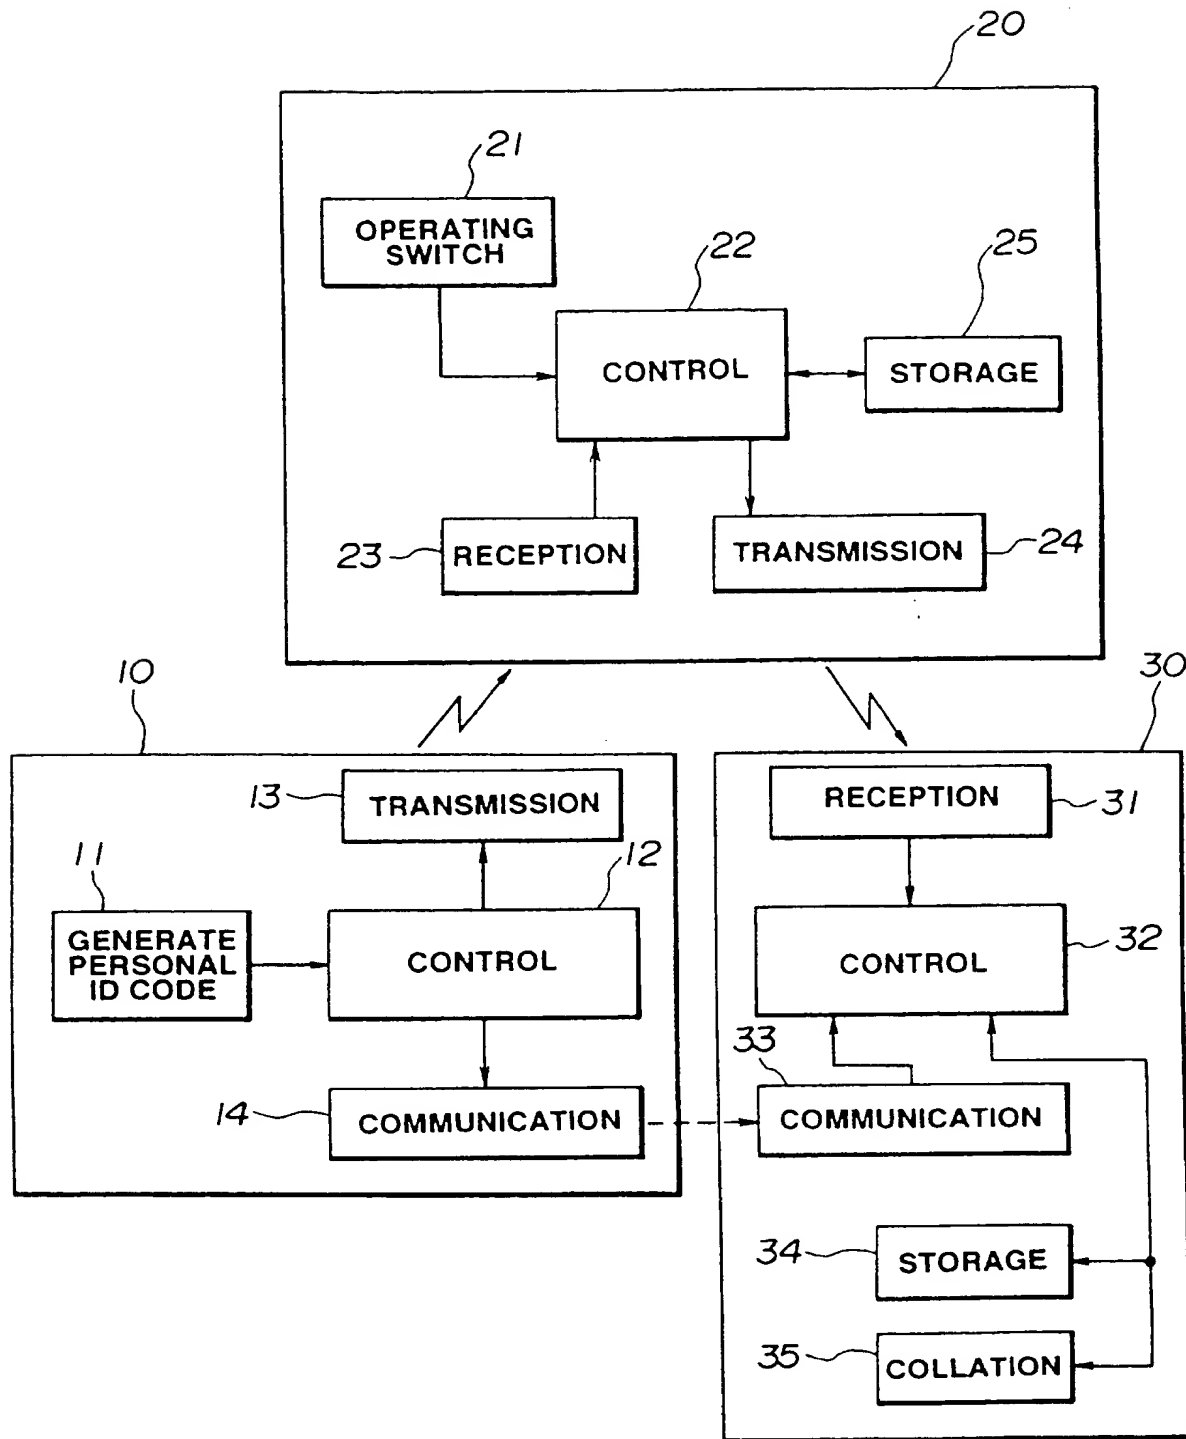 20
21
OPERATING
SWITCH
22
25
CONTROL
STORAGE
23
RECEPTION
TRANSMISSION
24
10
30
13
TRANSMISSION
RECEPTION
31
11
12
GENERATE
PERSONAL
ID CODE
CONTROL
CONTROL
32
33
14
COMMUNICATION
COMMUNICATION
34
STORAGE
35
COLLATION